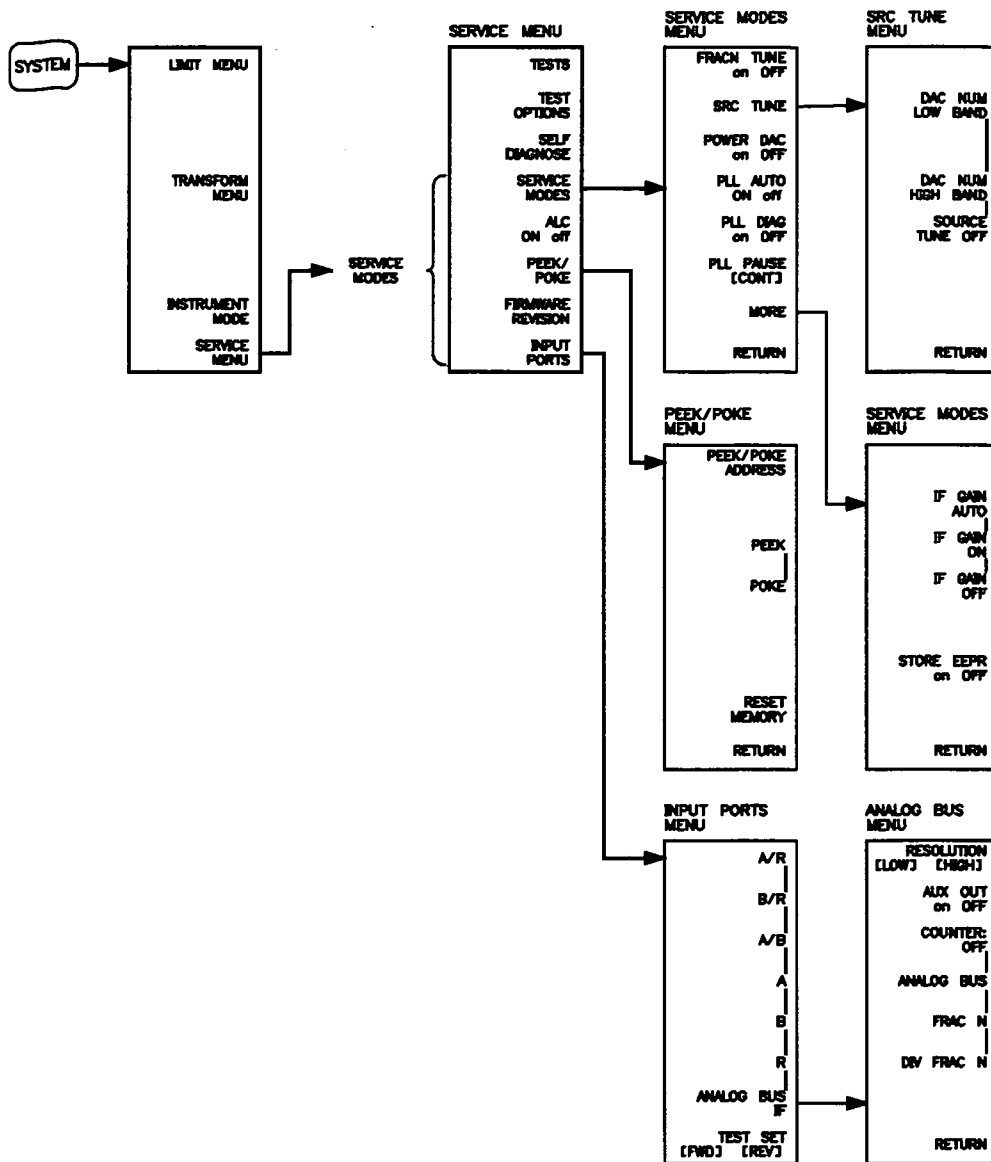 SYSTEM
LIMIT MENU
TRANSFORM
MENU
INSTRUMENT
MODE
SERVICE
MENU
SERVICE
MODES
SERVICE MENU
TESTS
TEST
OPTIONS
SELF
DIAGNOSE
SERVICE
MODES
ALC
ON off
PEEK/
POKE
FIRMWARE
REVISION
INPUT
PORTS
SERVICE MODES
MENU
FRACN TUNE
on OFF
SRC TUNE
POWER DAC
on OFF
PLL AUTO
ON off
PLL DIAG
on OFF
PLL PAUSE
[CONT]
MORE
RETURN
SRC TUNE
MENU
DAC NUM
LOW BAND
DAC NUM
HIGH BAND
SOURCE
TUNE OFF
RETURN
PEEK/POKE
MENU
PEEK/POKE
ADDRESS
PEEK
POKE
RESET
MEMORY
RETURN
SERVICE MODES
MENU
IF GAIN
AUTO
IF GAIN
ON
IF GAIN
OFF
STORE EEPR
on OFF
RETURN
INPUT PORTS
MENU
A/R
B/R
A/B
A
B
R
ANALOG BUS
IF
TEST SET
[FWD] [REV]
ANALOG BUS
MENU
RESOLUTION
[LOW] [HIGH]
AUX OUT
on OFF
COUNTER:
OFF
ANALOG BUS
FRAC N
DIV FRAC N
RETURN